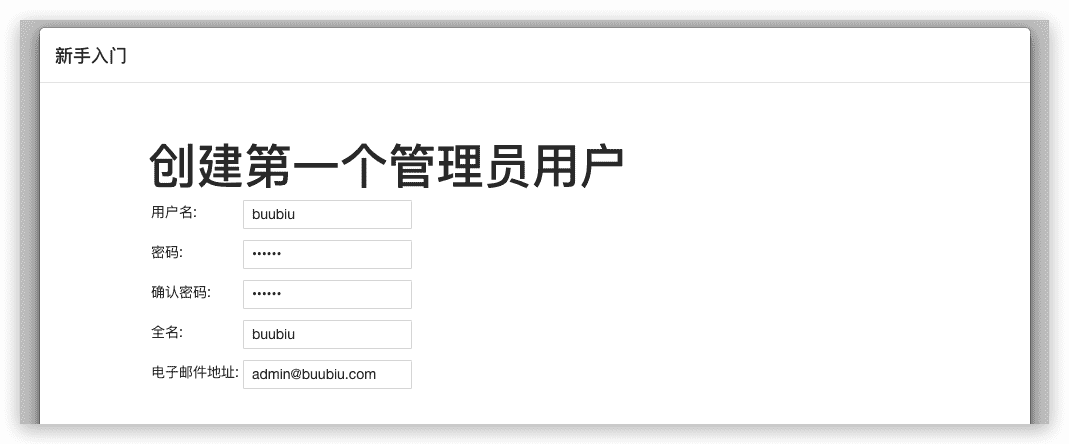 新手入门
创建第一个管理员用户
用户名: buubiu
密码: ••••••
确认密码: ••••••
全名: buubiu
电子邮件地址: admin@buubiu.com